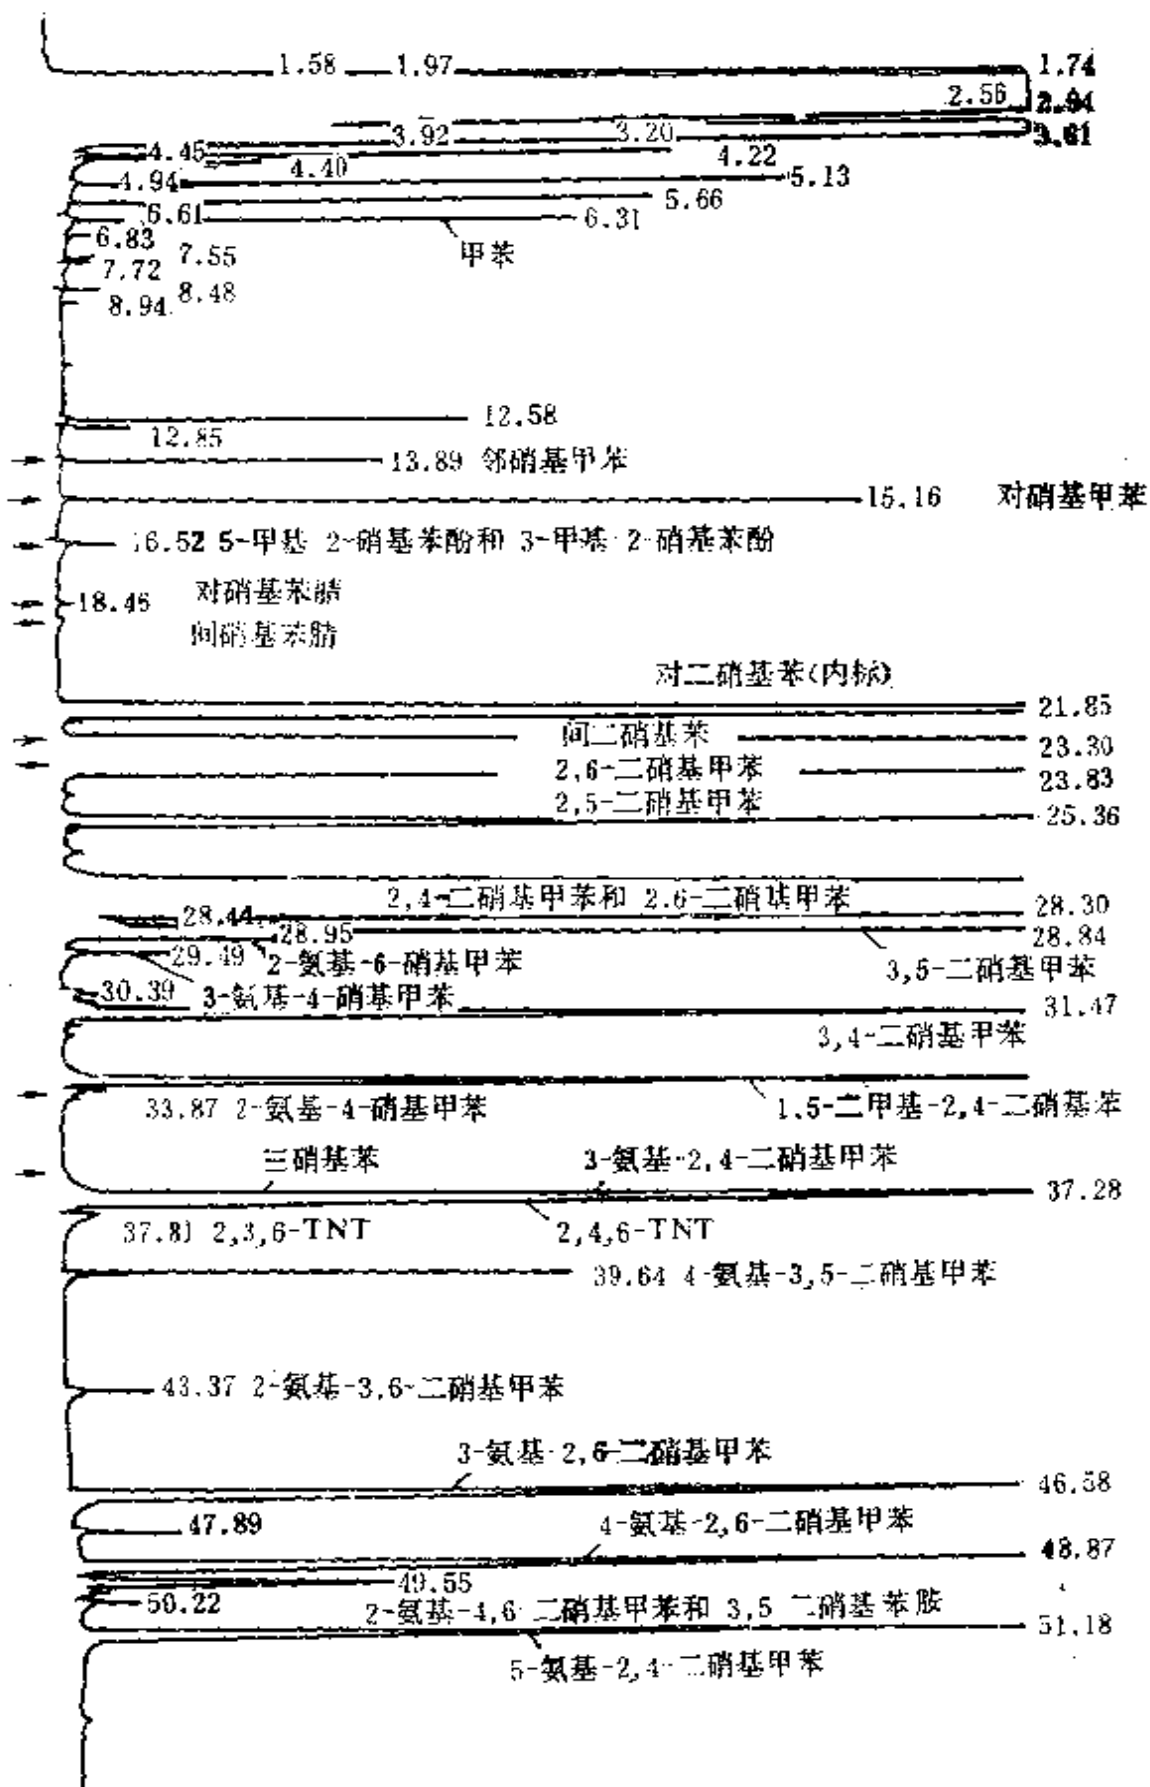 1.58 1.97 1.74
2.56 2.94
3.92 3.20 3.61
4.45 4.40 4.22
4.94 5.13
5.66
6.61 6.31
6.83 甲苯
7.72 7.55
8.94 8.48
12.58
12.85
13.89 邻硝基甲苯
15.16 对硝基甲苯
16.52 5-甲基 2-硝基苯酚和 3-甲基-2-硝基苯酚
18.46 对硝基苯腈
间硝基苯腈
对二硝基苯(内标)
21.85
间二硝基苯 23.30
2,6-二硝基甲苯 23.83
2,5-二硝基甲苯 25.36
2,4-二硝基甲苯和 2.6-二硝基甲苯 28.30
28.44
28.95 28.84
29.49 2-氨基-6-硝基甲苯 3,5-二硝基甲苯
30.39 3-氨基-4-硝基甲苯 31.47
3,4-二硝基甲苯
33.87 2-氨基-4-硝基甲苯 1.5-二甲基-2,4-二硝基苯
三硝基苯 3-氨基-2,4-二硝基甲苯
37.28
37.81 2,3,6-TNT 2,4,6-TNT
39.64 4-氨基-3,5-二硝基甲苯
43.37 2-氨基-3,6-二硝基甲苯
3-氨基-2,6-二硝基甲苯
46.58
47.89 4-氨基-2,6-二硝基甲苯
48.87
49.55
50.22 2-氨基-4,6 二硝基甲苯和 3,5 二硝基苯胺
51.18
5-氨基-2,4-二硝基甲苯